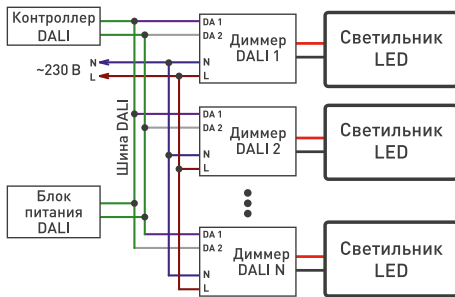 Контроллер
DALI
DA 1
DA 2
Диммер
DALI 1
N
L
Светильник
LED
N
~230 В
L
Шина DALI
DA 1
DA 2
Диммер
DALI 2
N
L
Светильник
LED
Блок
питания
DALI
DA 1
DA 2
Диммер
DALI N
N
L
Светильник
LED